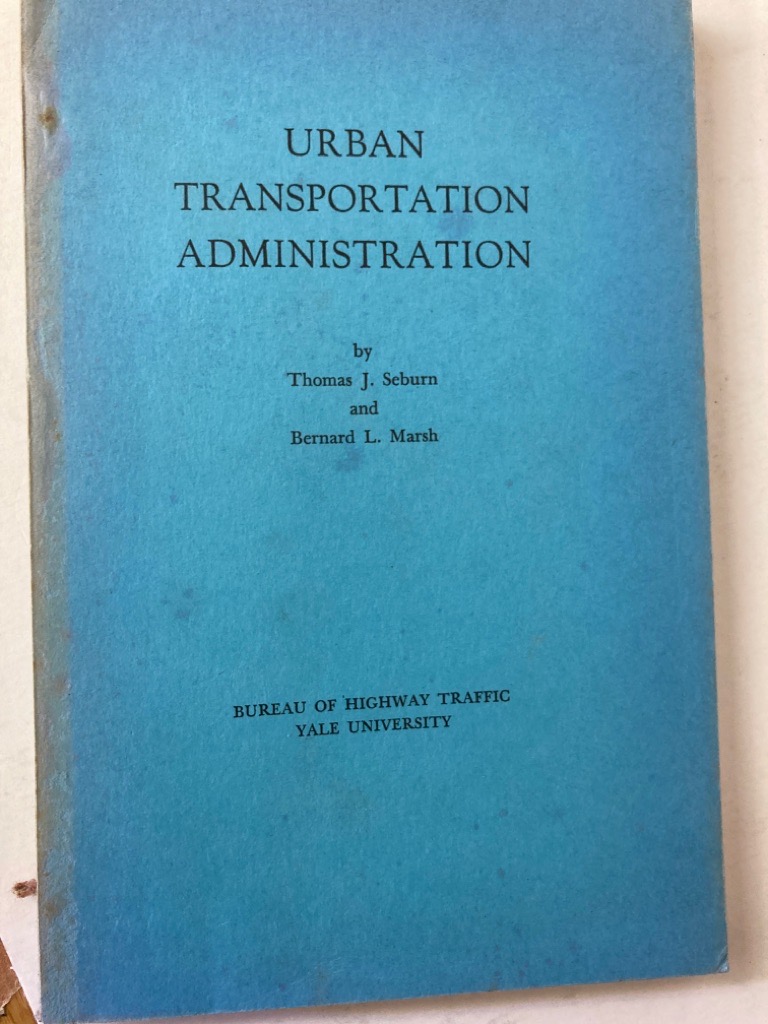 URBAN
TRANSPORTATION
ADMINISTRATION
by
Thomas J. Seburn
and
Bernard L. Marsh
BUREAU OF HIGHWAY TRAFFIC
YALE UNIVERSITY